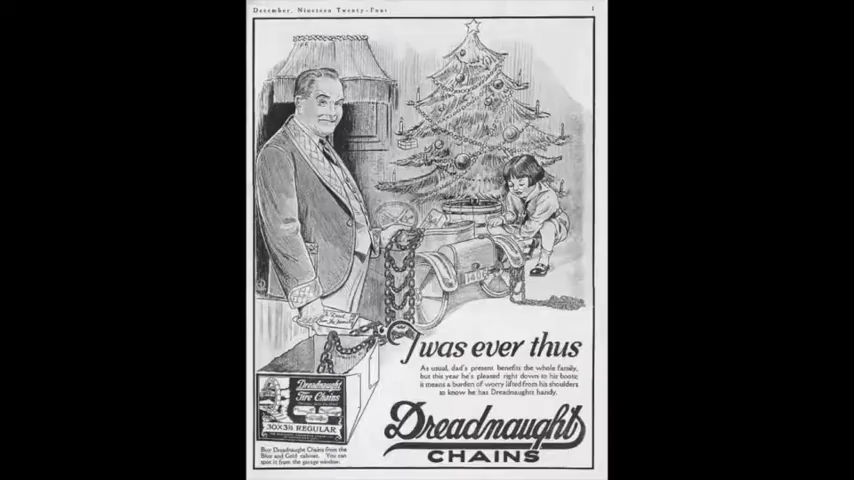 December, Nineteen Twenty-Four
1
'Twas ever thus
As usual, dad's present benefits the whole family,
but this year he's pleased right down to his boots;
it means a burden of worry lifted from his shoulders
to know he has Dreadnaughts handy.
Dreadnaught
Tire Chains
30X3½ REGULAR
Buy Dreadnaught Chains from the
Blue and Gold cabinet. You can
spot it from the garage window.
Dreadnaught
CHAINS